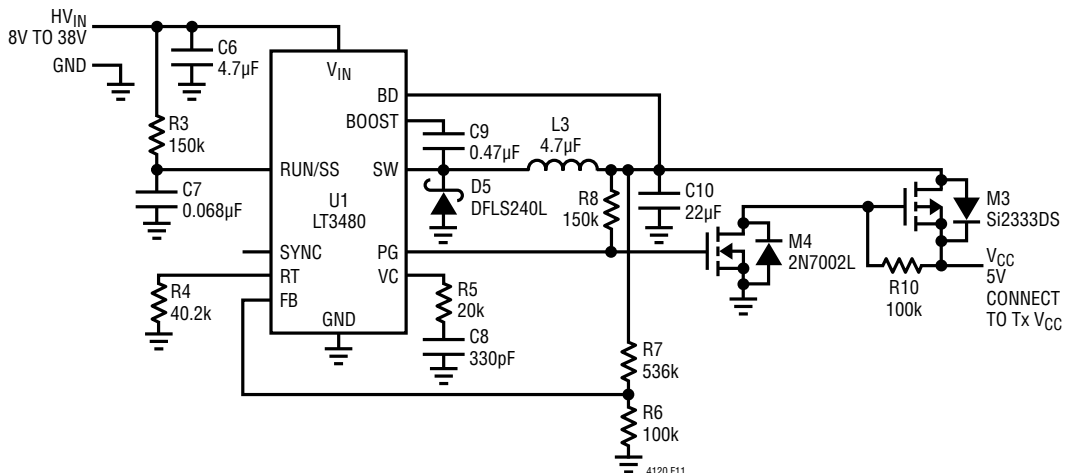 HVIN
8V TO 38V
GND
C6
4.7µF
R3
150k
C7
0.068µF
R4
40.2k
VIN
BD
BOOST
RUN/SS
SW
U1
LT3480
SYNC
PG
RT
VC
FB
GND
C9
0.47µF
L3
4.7µF
D5
DFLS240L
R8
150k
C10
22µF
R5
20k
C8
330pF
R7
536k
R6
100k
M4
2N7002L
M3
Si2333DS
R10
100k
VCC
5V
CONNECT
TO Tx VCC
4120 F11